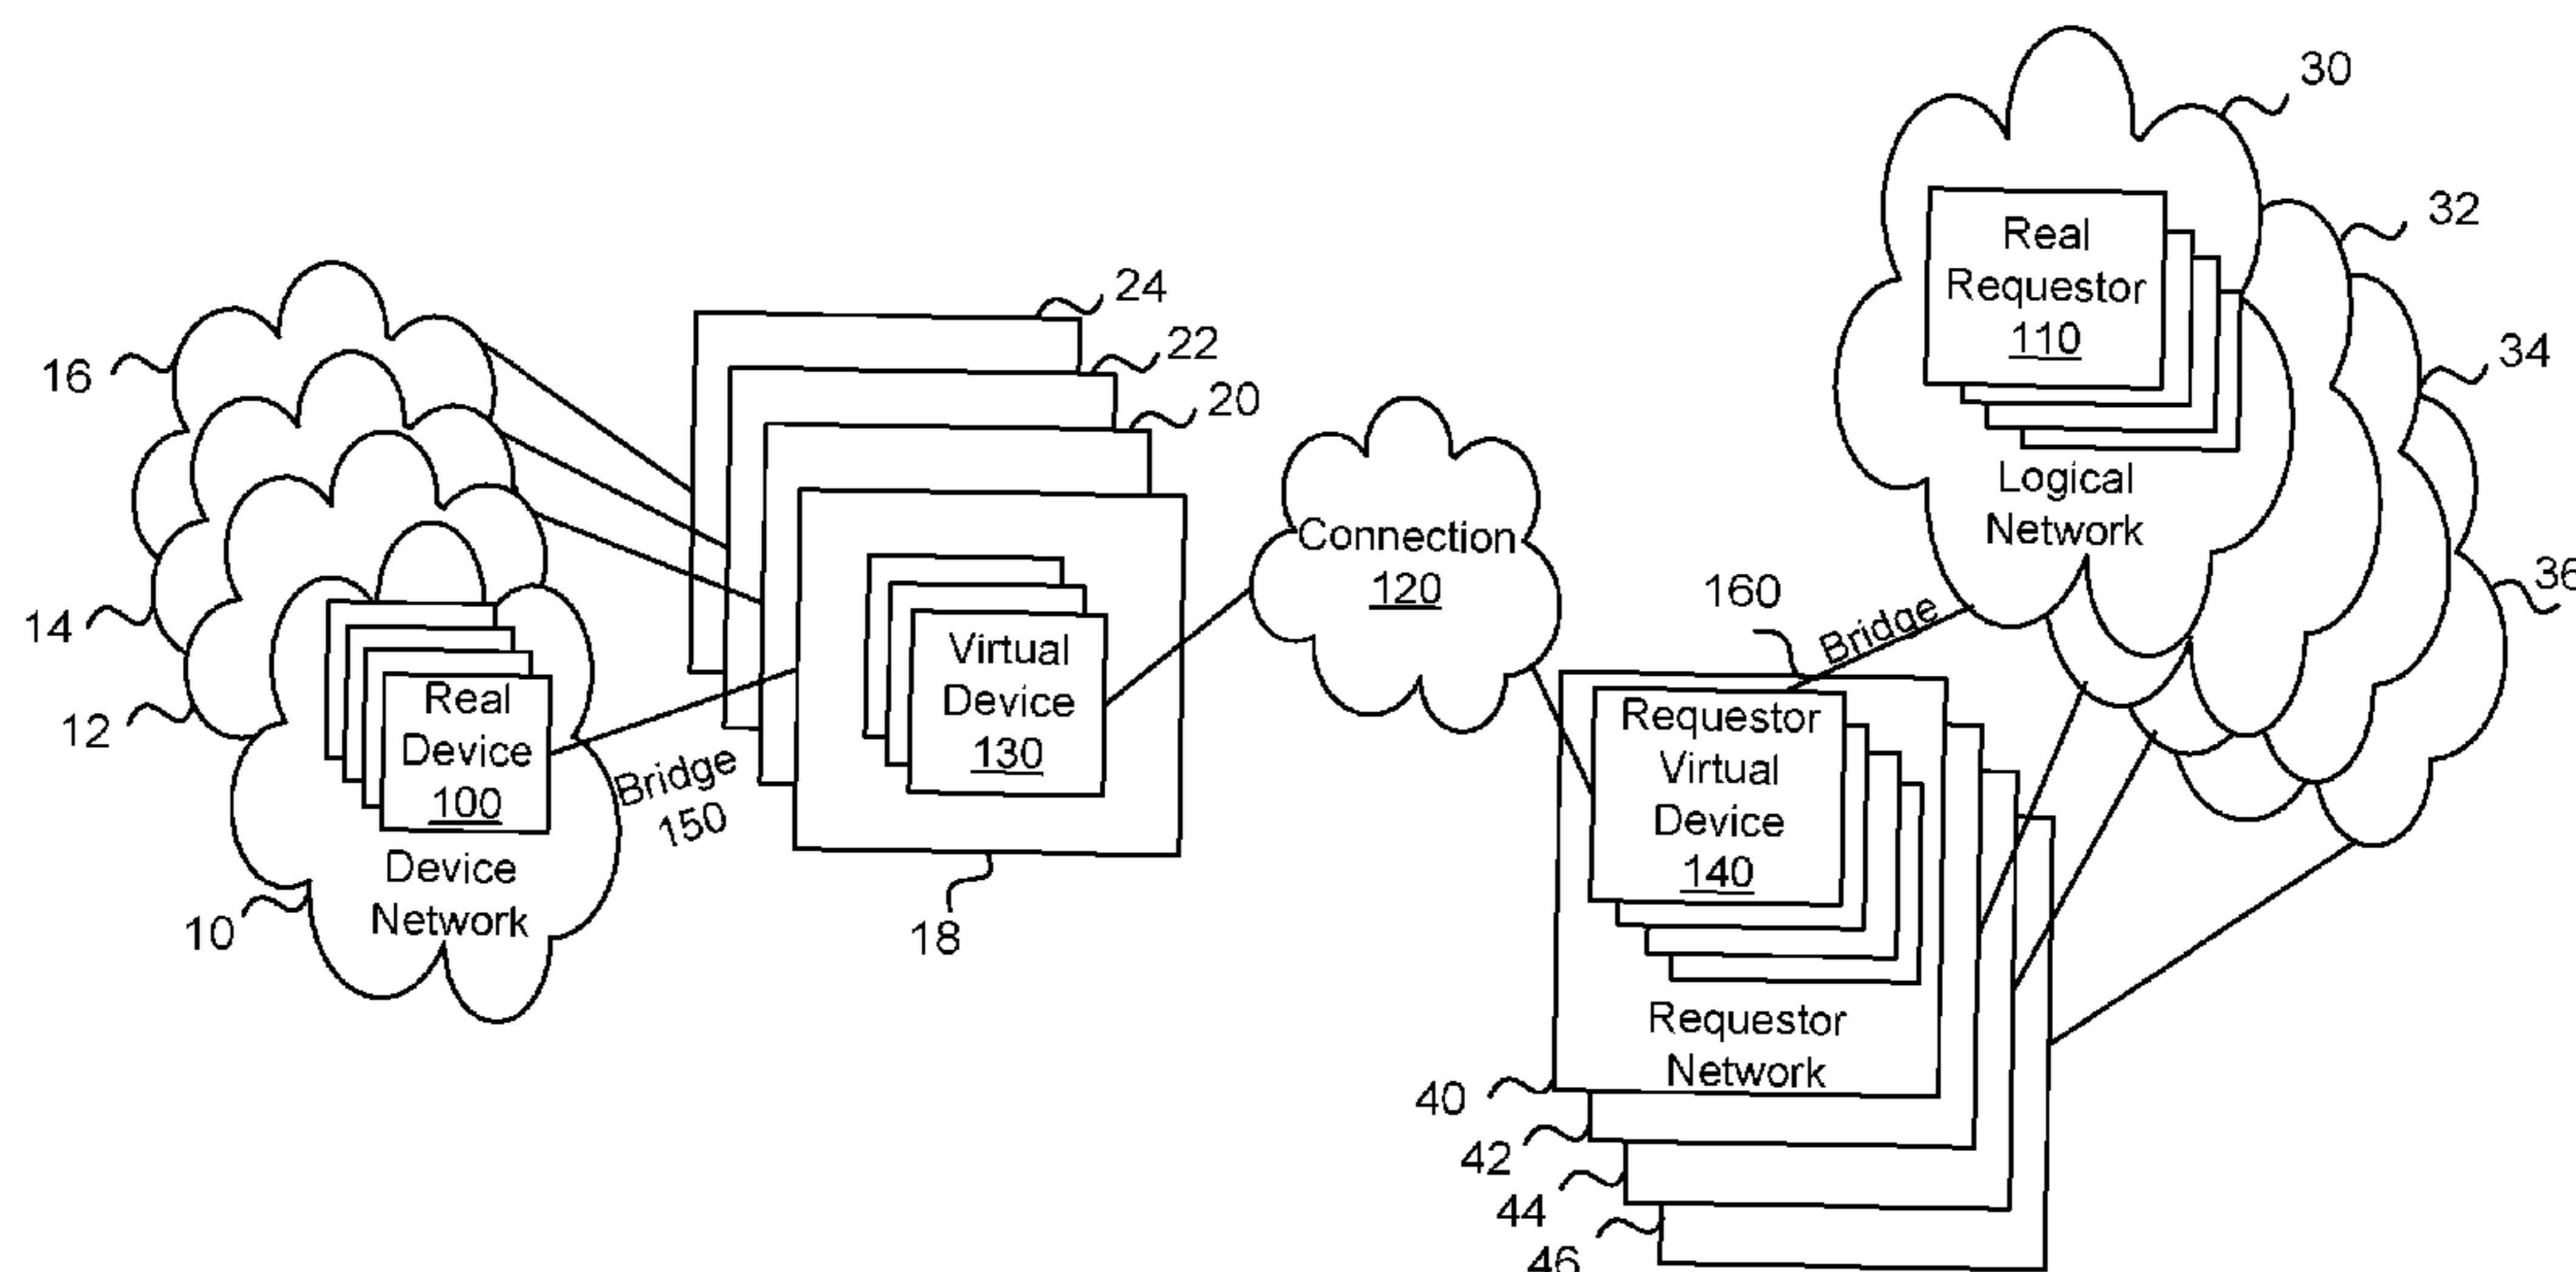 30
32
34
36
Real
Requestor
110
Logical
Network
24
22
20
16
14
12
10
Real
Device
100
Device
Network
Bridge
150
Virtual
Device
130
18
Connection
120
160
Bridge
Requestor
Virtual
Device
140
Requestor
Network
40
42
44
46